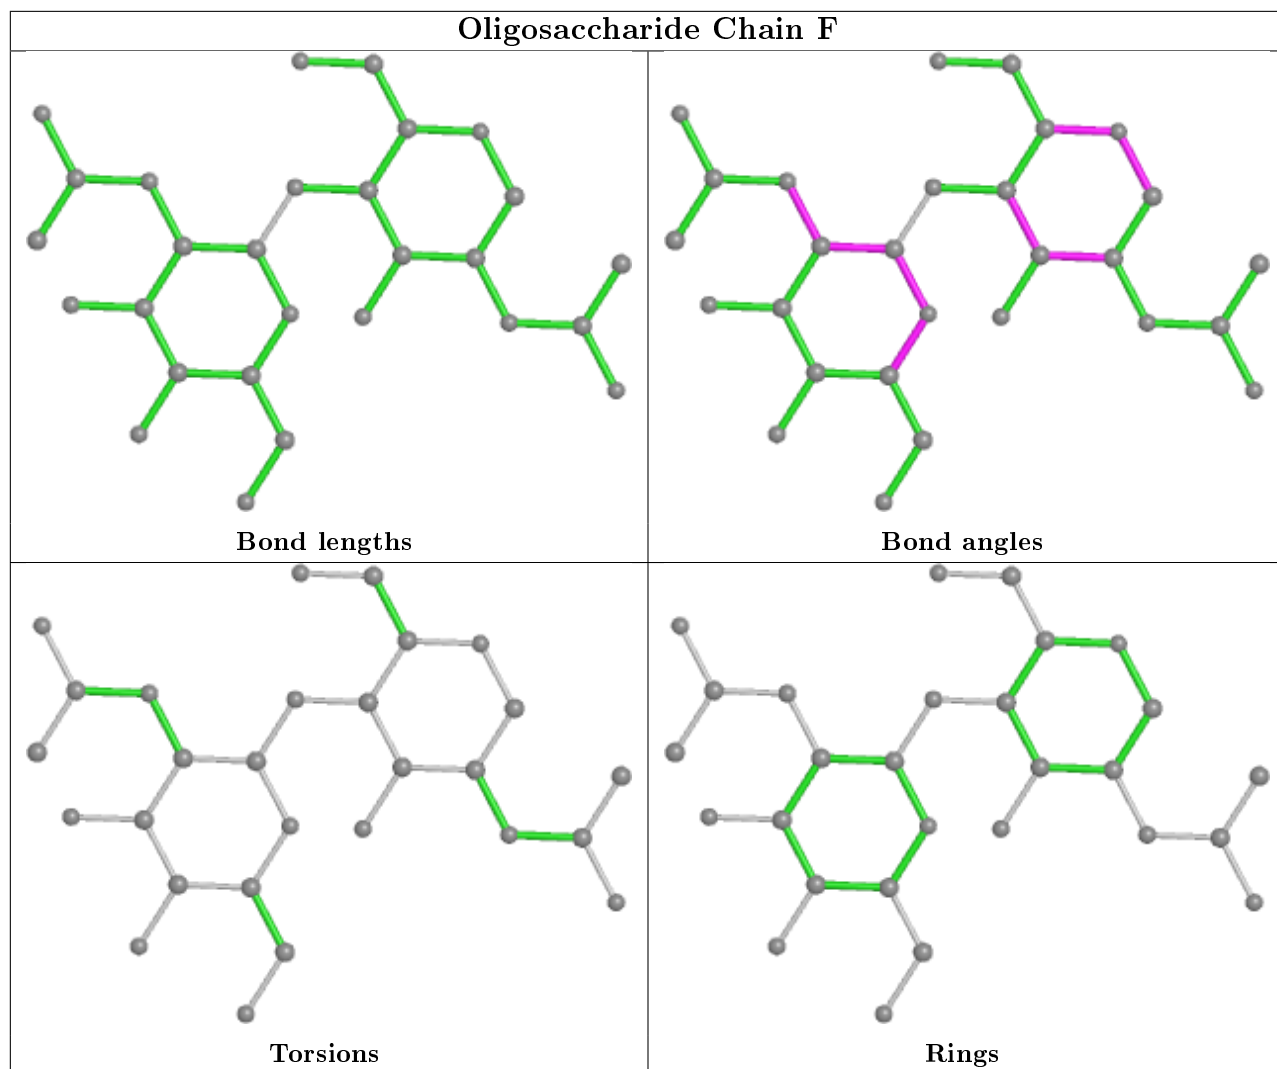 Oligosaccharide Chain F
Bond lengths
Bond angles
Torsions
Rings